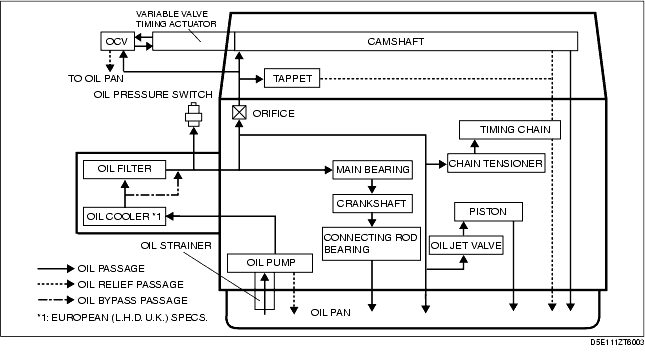 VARIABLE VALVE
TIMING ACTUATOR
OCV
CAMSHAFT
TO OIL PAN
TAPPET
OIL PRESSURE SWITCH
ORIFICE
TIMING CHAIN
OIL FILTER
MAIN BEARING
CHAIN TENSIONER
CRANKSHAFT
OIL COOLER *1
PISTON
CONNECTING ROD
BEARING
OIL JET VALVE
OIL STRAINER
OIL PUMP
OIL PASSAGE
OIL RELIEF PASSAGE
OIL BYPASS PASSAGE
OIL PAN
*1: EUROPEAN (L.H.D. U.K.) SPECS.
D5E111ZT6003